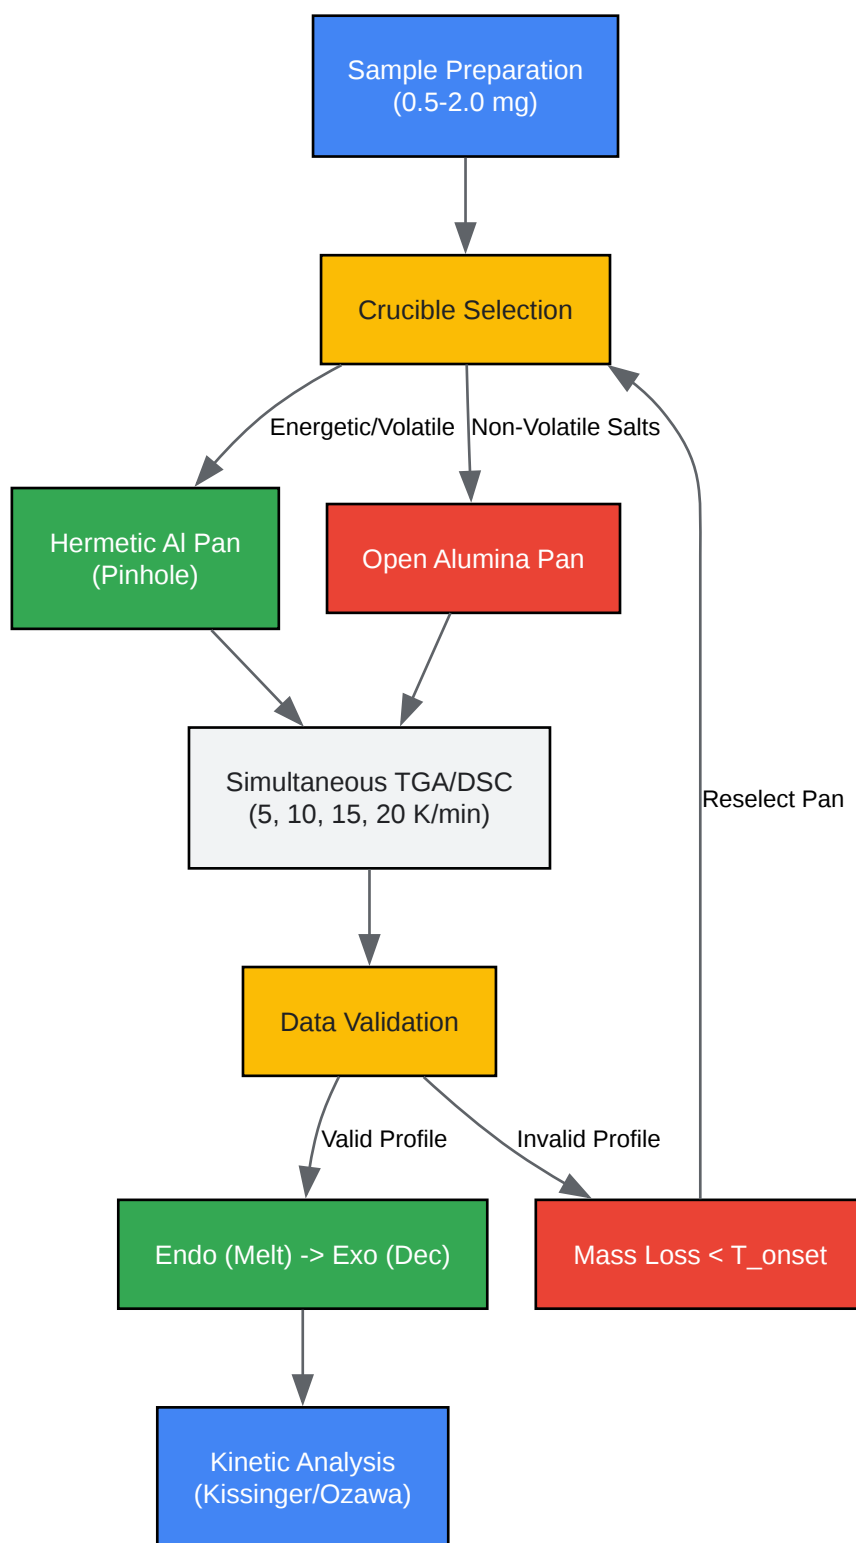 Sample Preparation
(0.5-2.0 mg)
Crucible Selection
Energetic/Volatile
Non-Volatile Salts
Hermetic Al Pan
(Pinhole)
Open Alumina Pan
Simultaneous TGA/DSC
(5, 10, 15, 20 K/min)
Reselect Pan
Data Validation
Valid Profile
Invalid Profile
Endo (Melt) -> Exo (Dec)
Mass Loss < T_onset
Kinetic Analysis
(Kissinger/Ozawa)